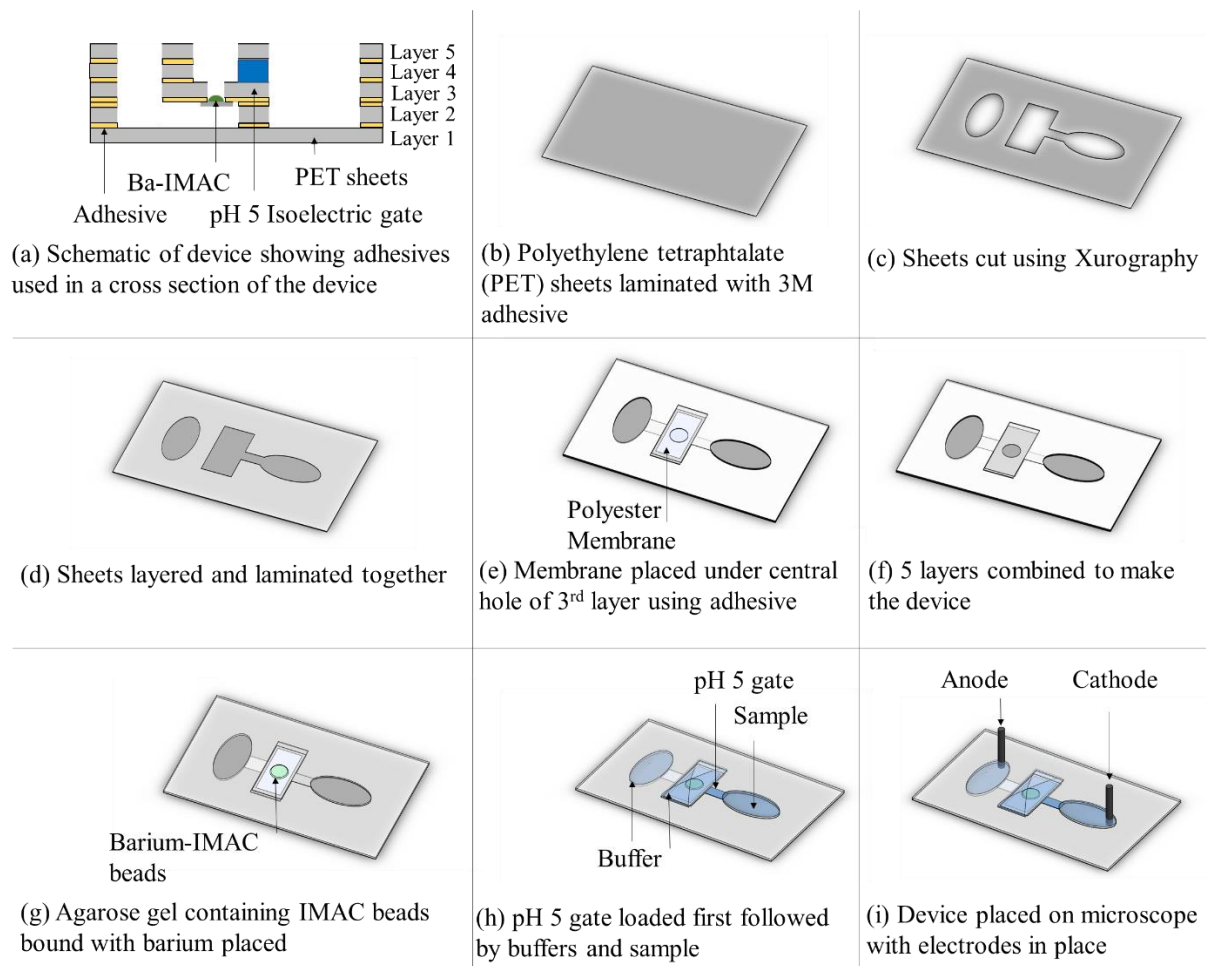 Layer 5
Layer 4
Layer 3
Layer 2
Layer 1
Ba-IMAC
PET sheets
Adhesive
pH 5 Isoelectric gate
(a) Schematic of device showing adhesives
used in a cross section of the device
(b) Polyethylene tetraphtalate
(PET) sheets laminated with 3M
adhesive
(c) Sheets cut using Xurography
(d) Sheets layered and laminated together
Polyester
Membrane
(e) Membrane placed under central
hole of 3rd layer using adhesive
(f) 5 layers combined to make
the device
Barium-IMAC
beads
(g) Agarose gel containing IMAC beads
bound with barium placed
pH 5 gate
Sample
Buffer
(h) pH 5 gate loaded first followed
by buffers and sample
Anode
Cathode
(i) Device placed on microscope
with electrodes in place